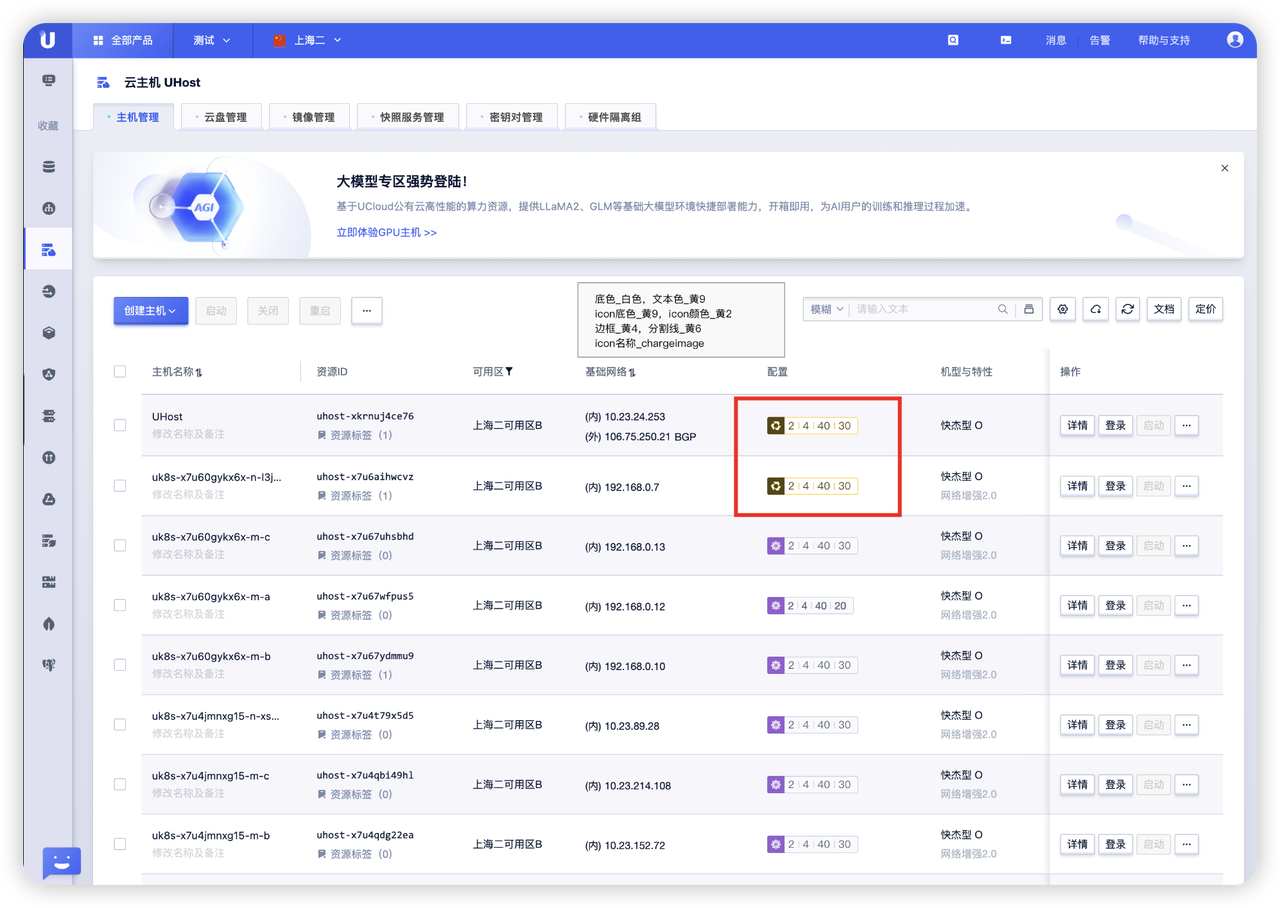 U
全部产品
测试
上海二
消息
告警
帮助与支持
收藏
云主机 UHost
主机管理
云盘管理
镜像管理
快照服务管理
密钥对管理
硬件隔离组
AGI
大模型专区强势登陆！
基于UCloud公有云高性能的算力资源，提供LLaMA2、GLM等基础大模型环境快捷部署能力，开箱即用，为AI用户的训练和推理过程加速。
立即体验GPU主机 >>
创建主机
启动
关闭
重启
...
底色_白色，文本色_黄9
icon底色_黄9，icon颜色_黄2
边框_黄4，分割线_黄6
icon名称_chargeimage
模糊
请输入文本
文档
定价
主机名称
资源ID
可用区
基础网络
配置
机型与特性
操作
UHost
修改名称及备注
uhost-xkrnuj4ce76
资源标签（1）
上海二可用区B
(内) 10.23.24.253
(外) 106.75.250.21 BGP
2 4 40 30
快杰型 O
详情 登录 启动 ...
uk8s-x7u60gykx6x-n-l3j...
修改名称及备注
uhost-x7u6aihwcvz
资源标签（1）
上海二可用区B
(内) 192.168.0.7
2 4 40 30
快杰型 O
网络增强2.0
详情 登录 启动 ...
uk8s-x7u60gykx6x-m-c
修改名称及备注
uhost-x7u67uhsbhd
资源标签（0）
上海二可用区B
(内) 192.168.0.13
2 4 40 30
快杰型 O
网络增强2.0
详情 登录 启动 ...
uk8s-x7u60gykx6x-m-a
修改名称及备注
uhost-x7u67wfpus5
资源标签（0）
上海二可用区B
(内) 192.168.0.12
2 4 40 20
快杰型 O
网络增强2.0
详情 登录 启动 ...
uk8s-x7u60gykx6x-m-b
修改名称及备注
uhost-x7u67ydmmu9
资源标签（1）
上海二可用区B
(内) 192.168.0.10
2 4 40 30
快杰型 O
网络增强2.0
详情 登录 启动 ...
uk8s-x7u4jmnxg15-n-xs...
修改名称及备注
uhost-x7u4t79x5d5
资源标签（0）
上海二可用区B
(内) 10.23.89.28
2 4 40 30
快杰型 O
网络增强2.0
详情 登录 启动 ...
uk8s-x7u4jmnxg15-m-c
修改名称及备注
uhost-x7u4qbi49hl
资源标签（0）
上海二可用区B
(内) 10.23.214.108
2 4 40 30
快杰型 O
网络增强2.0
详情 登录 启动 ...
uk8s-x7u4jmnxg15-m-b
修改名称及备注
uhost-x7u4qdg22ea
资源标签（0）
上海二可用区B
(内) 10.23.152.72
2 4 40 30
快杰型 O
网络增强2.0
详情 登录 启动 ...